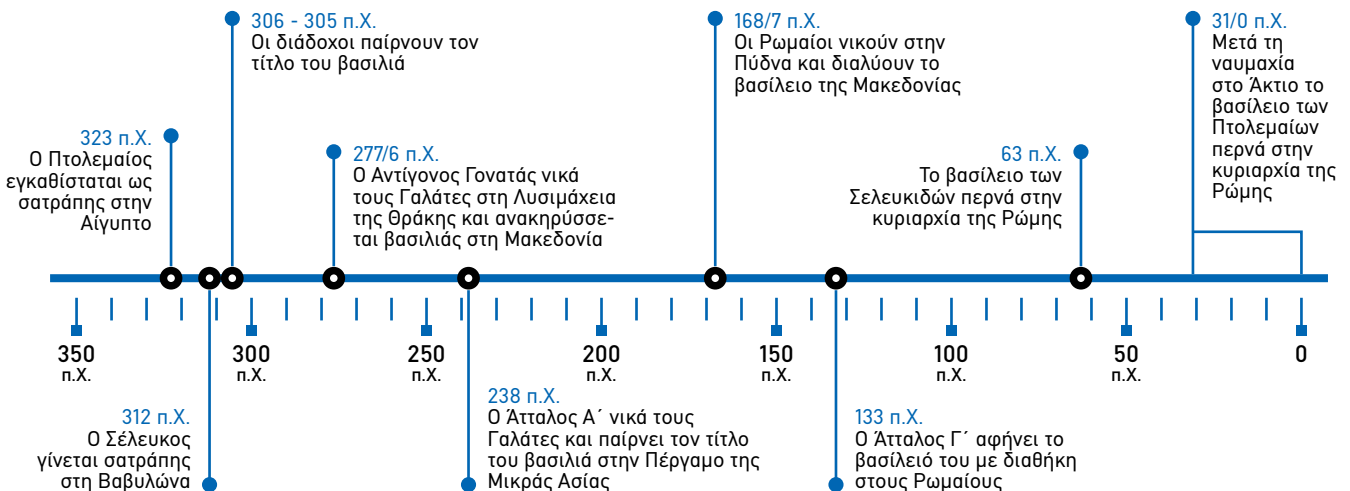 306 - 305 π.Χ.
Οι διάδοχοι παίρνουν τον
τίτλο του βασιλιά
168/7 π.Χ.
Οι Ρωμαίοι νικούν στην
Πύδνα και διαλύουν το
βασίλειο της Μακεδονίας
31/0 π.Χ.
Μετά τη
ναυμαχία
στο Άκτιο το
βασίλειο των
Πτολεμαίων
περνά στην
κυριαρχία της
Ρώμης
323 π.Χ.
Ο Πτολεμαίος
εγκαθίσταται ως
σατράπης στην
Αίγυπτο
277/6 π.Χ.
Ο Αντίγονος Γονατάς νικά
τους Γαλάτες στη Λυσιμάχεια
της Θράκης και ανακηρύσσε-
ται βασιλιάς στη Μακεδονία
63 π.Χ.
Το βασίλειο των
Σελευκιδών περνά στην
κυριαρχία της Ρώμης
350
π.Χ.
300
π.Χ.
250
π.Χ.
200
π.Χ.
150
π.Χ.
100
π.Χ.
50
π.Χ.
0
312 π.Χ.
Ο Σέλευκος
γίνεται σατράπης
στη Βαβυλώνα
238 π.Χ.
Ο Άτταλος Α΄ νικά τους
Γαλάτες και παίρνει τον τίτλο
του βασιλιά στην Πέργαμο της
Μικράς Ασίας
133 π.Χ.
Ο Άτταλος Γ΄ αφήνει το
βασίλειό του με διαθήκη
στους Ρωμαίους